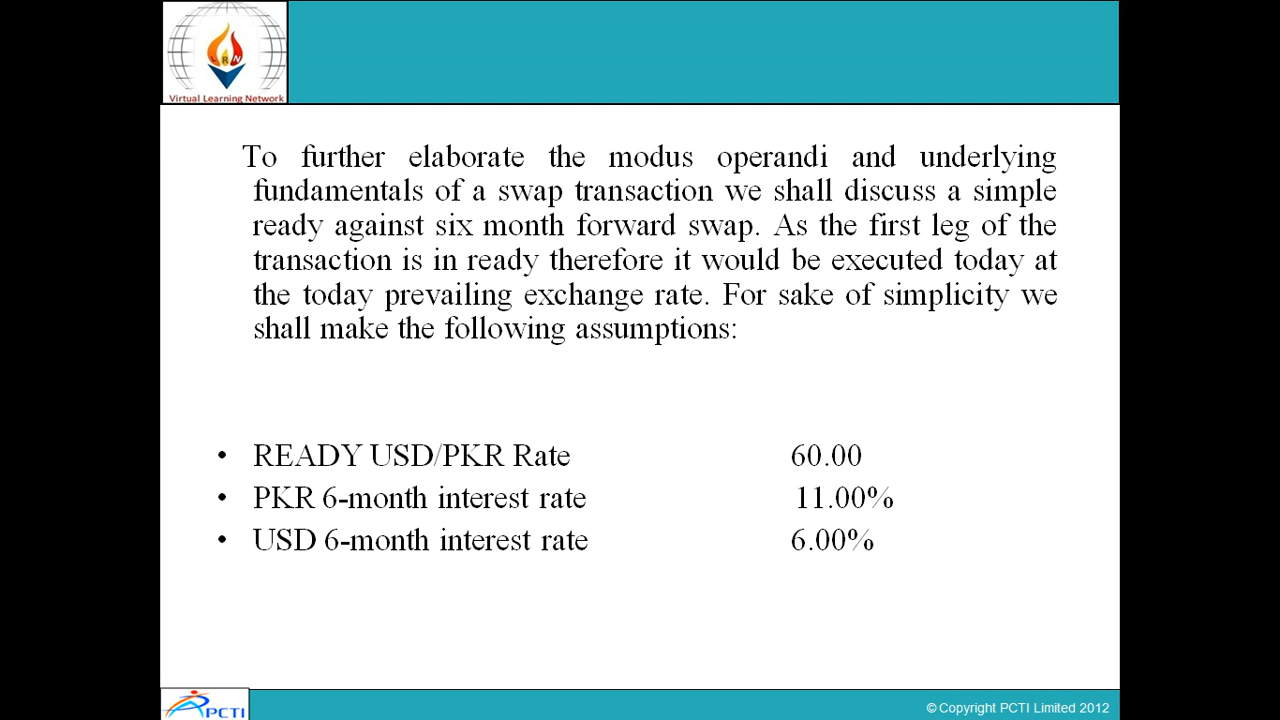 LRN
Virtual Learning Network
To further elaborate the modus operandi and underlying
fundamentals of a swap transaction we shall discuss a simple
ready against six month forward swap. As the first leg of the
transaction is in ready therefore it would be executed today at
the today prevailing exchange rate. For sake of simplicity we
shall make the following assumptions:
• READY USD/PKR Rate 60.00
• PKR 6-month interest rate 11.00%
• USD 6-month interest rate 6.00%
PCTI
© Copyright PCTI Limited 2012